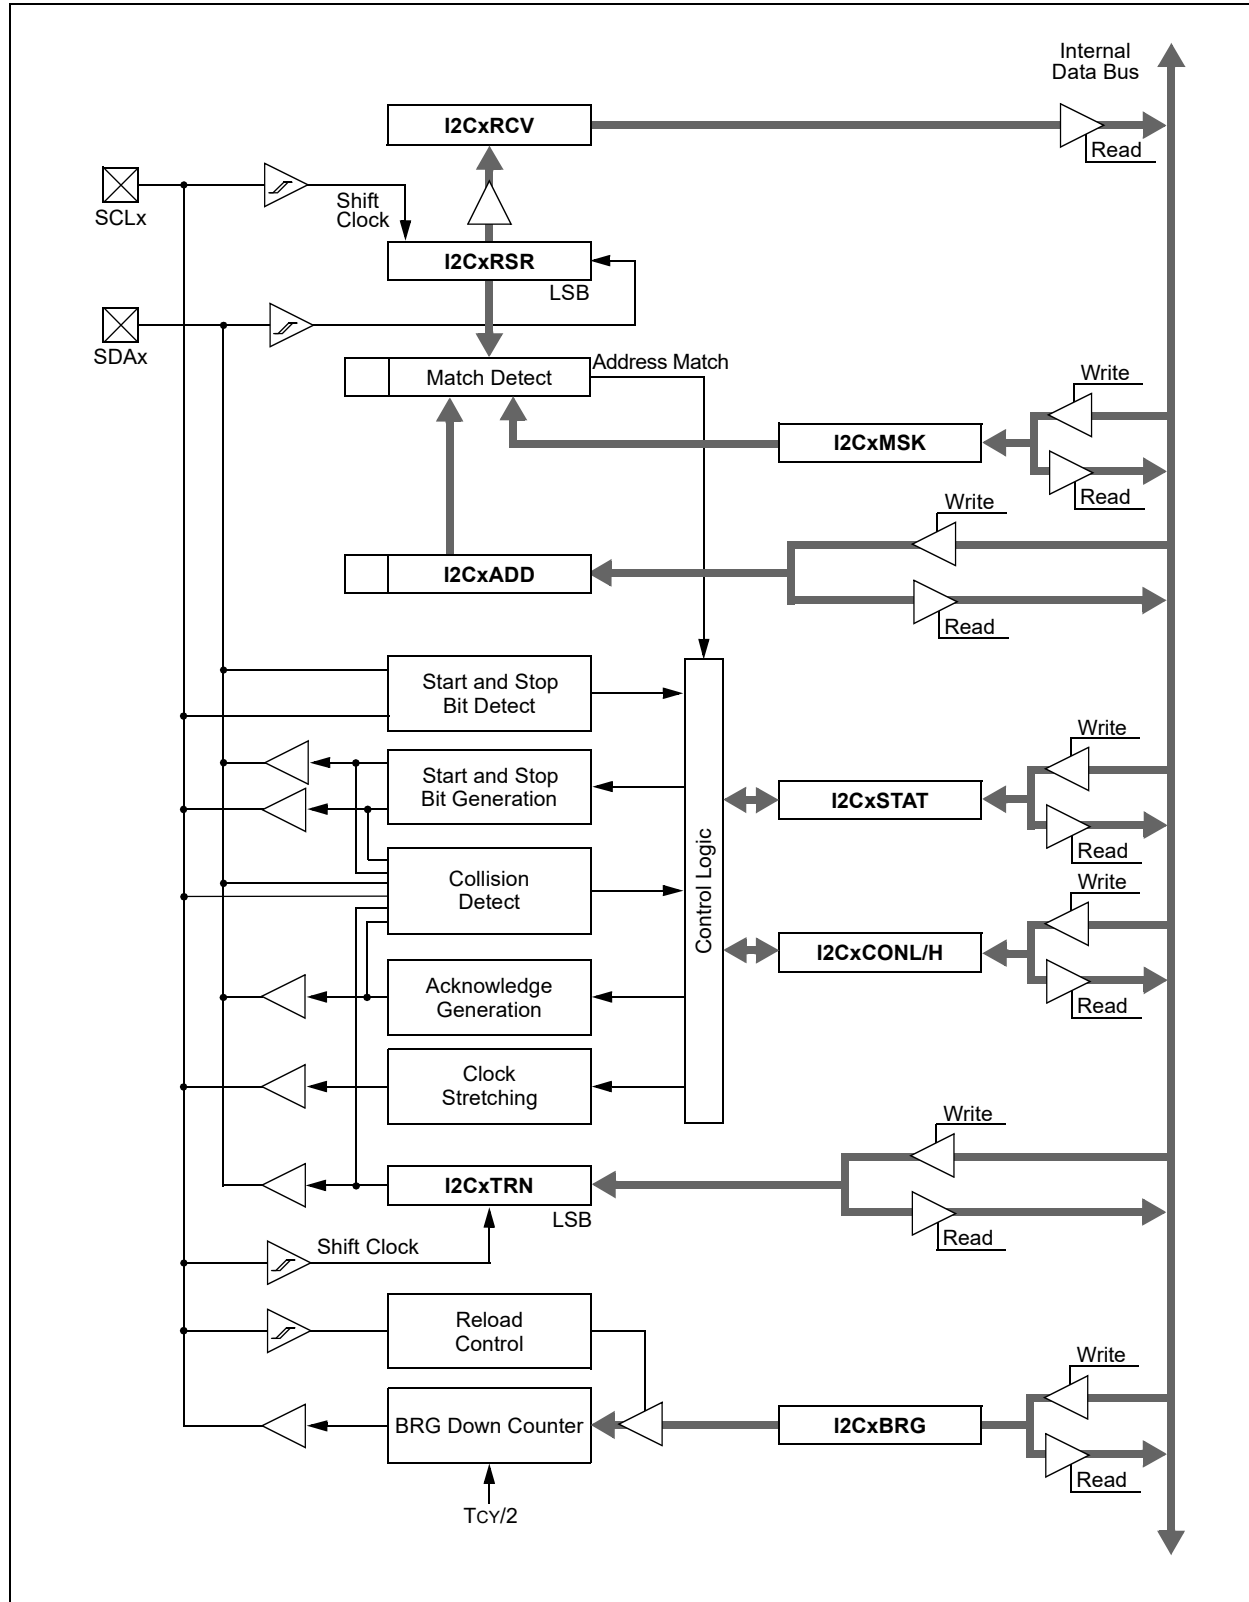 Internal
Data Bus
I2CxRCV
Read
SCLx
Shift
Clock
I2CxRSR
LSB
SDAx
Match Detect
Address Match
Write
I2CxMSK
Read
Write
I2CxADD
Read
Start and Stop
Bit Detect
Write
Start and Stop
Bit Generation
I2CxSTAT
Read
Control Logic
Collision
Detect
Write
I2CxCONL/H
Read
Acknowledge
Generation
Clock
Stretching
Write
I2CxTRN
LSB
Read
Shift Clock
Reload
Control
Write
BRG Down Counter
I2CxBRG
Read
TCY/2